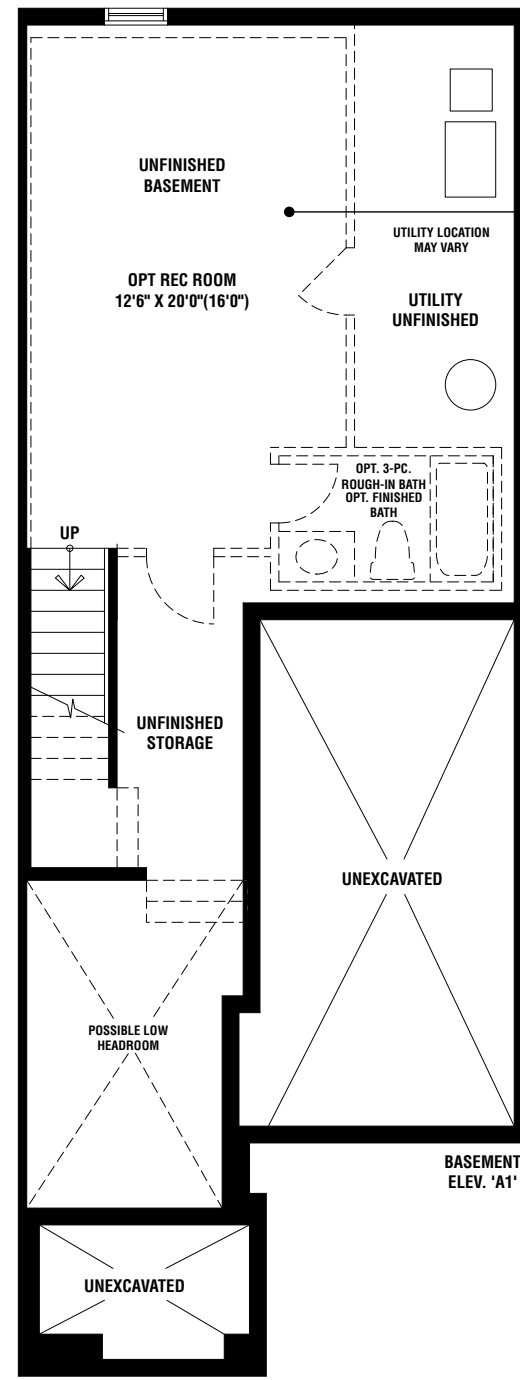 UNFINISHED
BASEMENT
UTILITY LOCATION
MAY VARY
OPT REC ROOM
12'6" X 20'0"(16'0")
UTILITY
UNFINISHED
OPT. 3-PC.
ROUGH-IN BATH
OPT. FINISHED
BATH
UP
UNFINISHED
STORAGE
UNEXCAVATED
POSSIBLE LOW
HEADROOM
BASEMENT
ELEV. 'A1'
UNEXCAVATED